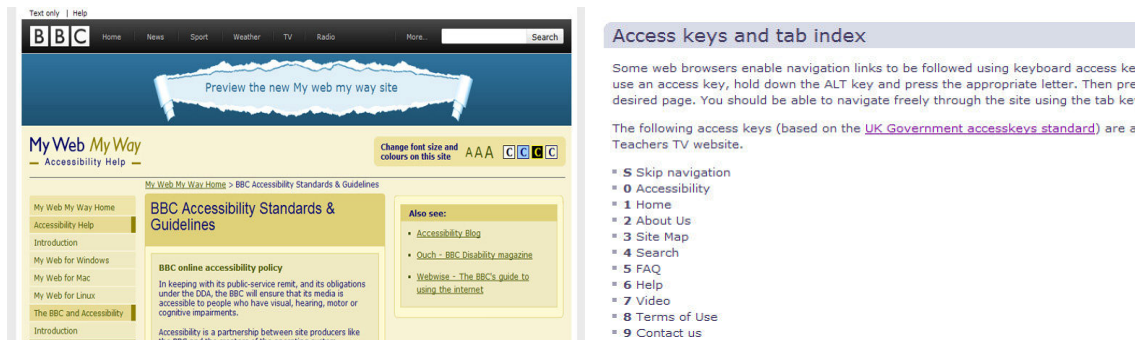 Text only | Help
BBC Home News Sport Weather TV Radio More... Search
Preview the new My web my way site
My Web My Way
Accessibility Help
Change font size and
colours on this site A A A C C C C
My Web My Way Home > BBC Accessibility Standards & Guidelines
My Web My Way Home
Accessibility Help
Introduction
My Web for Windows
My Web for Mac
My Web for Linux
The BBC and Accessibility
Introduction
BBC Accessibility Standards &
Guidelines
BBC online accessibility policy
In keeping with its public-service remit, and its obligations
under the DDA, the BBC will ensure that its media is
accessible to people who have visual, hearing, motor or
cognitive impairments.
Accessibility is a partnership between site producers like
Also see:
Accessibility Blog
Ouch - BBC Disability magazine
Webwise - The BBC's guide to
using the internet
Access keys and tab index
Some web browsers enable navigation links to be followed using keyboard access ke
use an access key, hold down the ALT key and press the appropriate letter. Then pre
desired page. You should be able to navigate freely through the site using the tab ke
The following access keys (based on the UK Government accesskeys standard) are a
Teachers TV website.
S Skip navigation
0 Accessibility
1 Home
2 About Us
3 Site Map
4 Search
5 FAQ
6 Help
7 Video
8 Terms of Use
9 Contact us